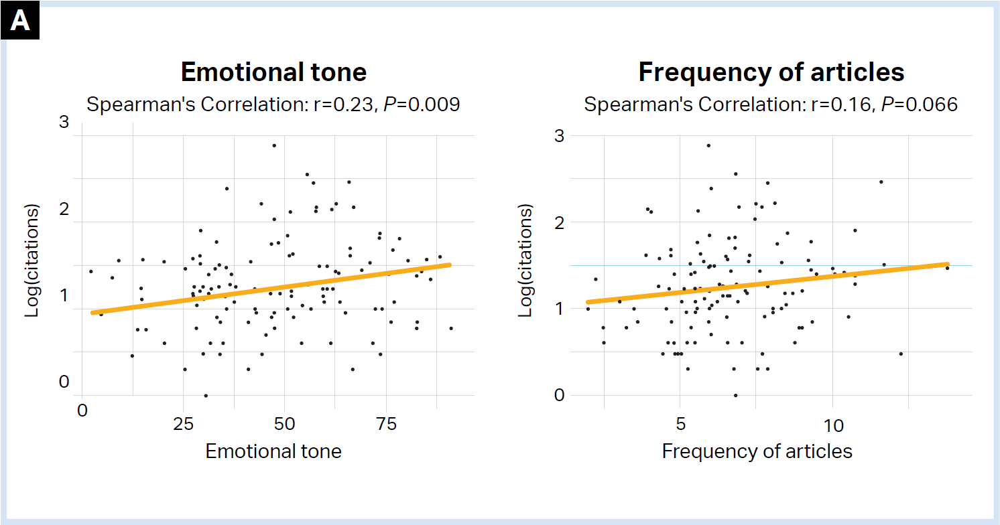 A
Emotional tone
Spearman's Correlation: r=0.23, P=0.009
3
2
1
0
Log(citations)
0
25
50
75
Emotional tone
Frequency of articles
Spearman's Correlation: r=0.16, P=0.066
3
2
1
0
Log(citations)
5
10
Frequency of articles